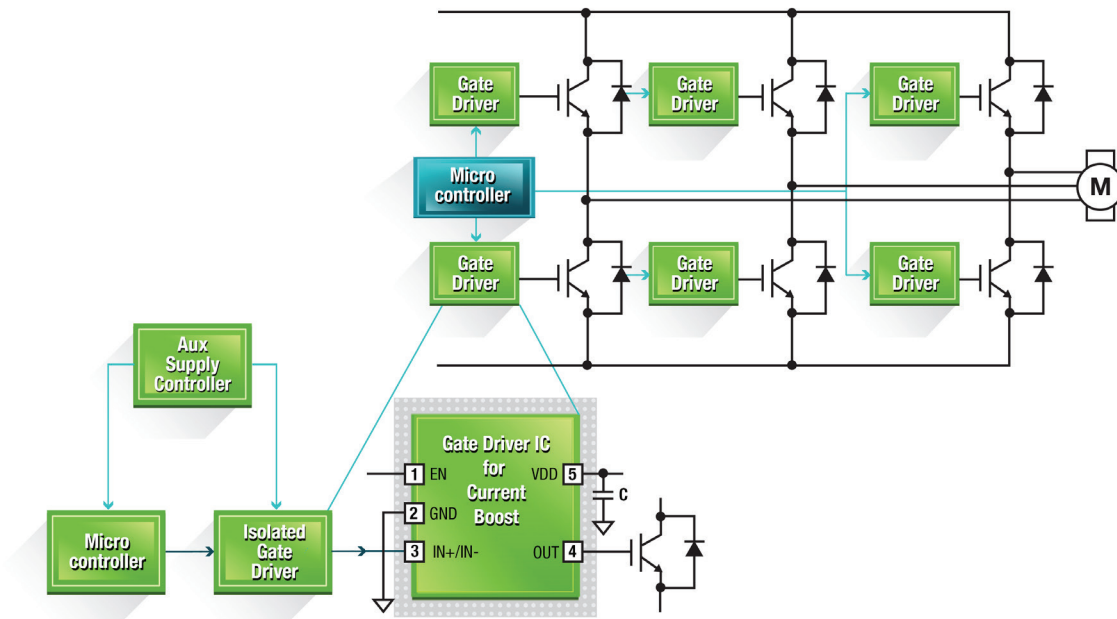 Gate
Driver
Gate
Driver
Gate
Driver
Micro
controller
M
Gate
Driver
Gate
Driver
Gate
Driver
Aux
Supply
Controller
Gate Driver IC
for
Current
Boost
1 EN
VDD 5
C
2 GND
3 IN+/IN-
OUT 4
Micro
controller
Isolated
Gate
Driver